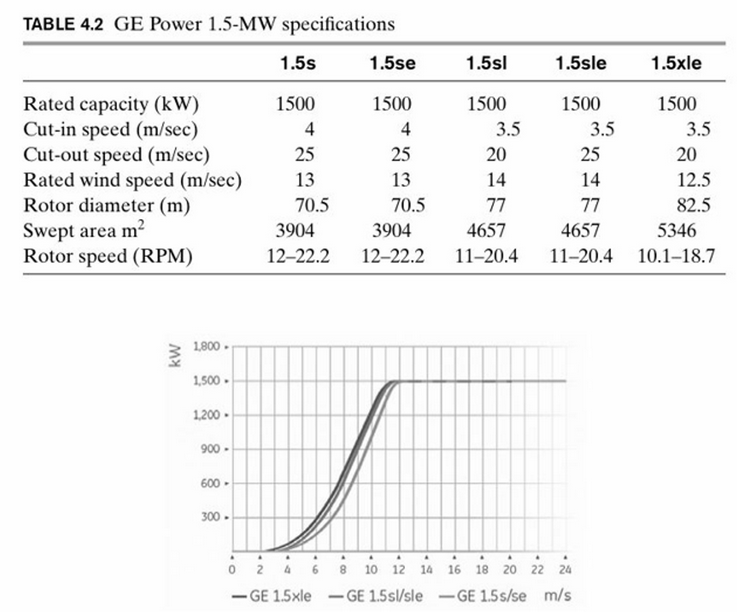 TABLE 4.2 GE Power 1.5-MW specifications
1.5s 1.5se 1.5sl 1.5sle 1.5xle
Rated capacity (kW) 1500 1500 1500 1500 1500
Cut-in speed (m/sec) 4 4 3.5 3.5 3.5
Cut-out speed (m/sec) 25 25 20 25 20
Rated wind speed (m/sec) 13 13 14 14 12.5
Rotor diameter (m) 70.5 70.5 77 77 82.5
Swept area m² 3904 3904 4657 4657 5346
Rotor speed (RPM) 12–22.2 12–22.2 11–20.4 11–20.4 10.1–18.7
kW
1,800
1,500
1,200
900
600
300
0 2 4 6 8 10 12 14 16 18 20 22 24
GE 1.5xle GE 1.5sl/sle GE 1.5s/se m/s